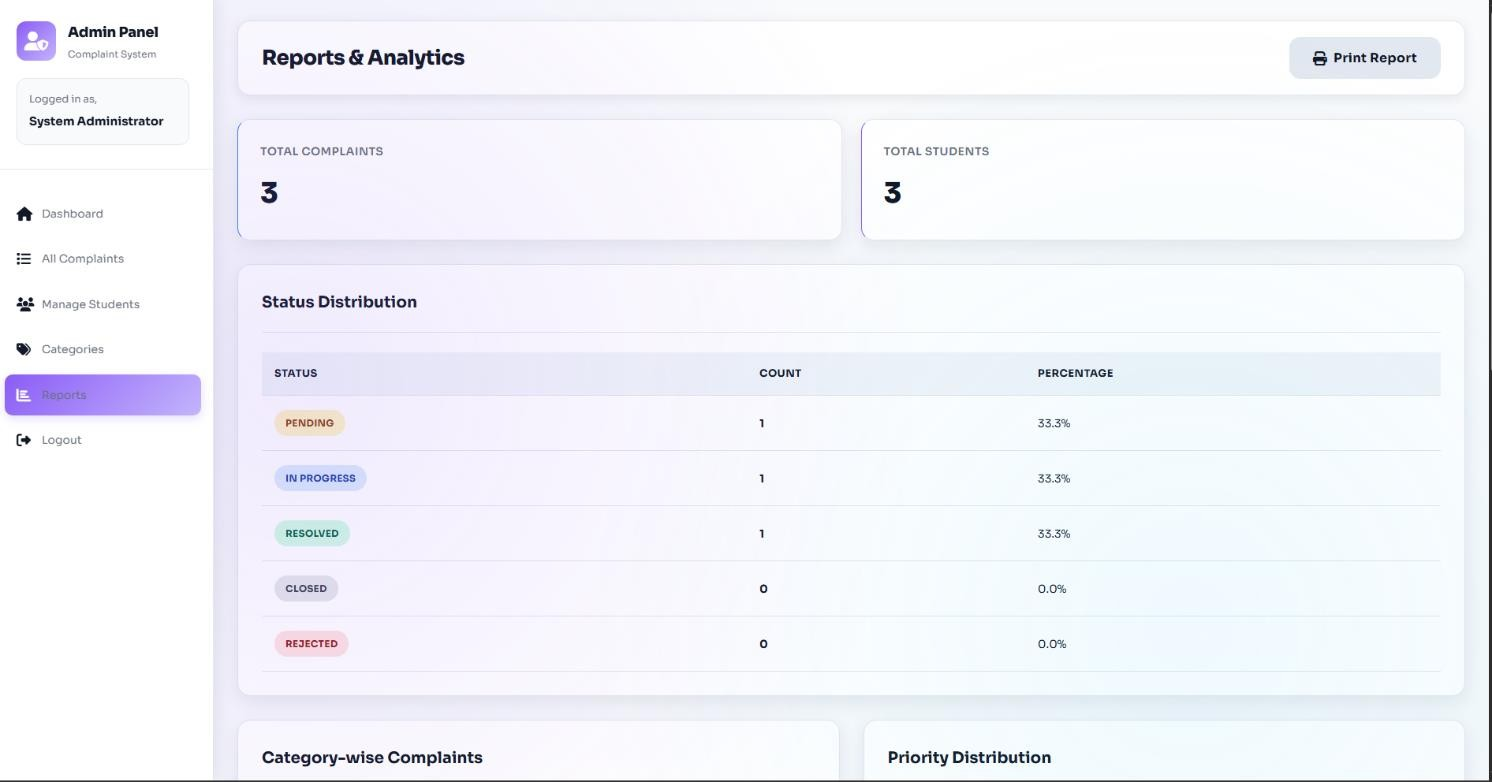 Admin Panel
Complaint System
Logged in as,
System Administrator
Dashboard
All Complaints
Manage Students
Categories
Reports
Logout
Reports & Analytics
Print Report
TOTAL COMPLAINTS
3
TOTAL STUDENTS
3
Status Distribution
STATUS COUNT PERCENTAGE
PENDING 1 33.3%
IN PROGRESS 1 33.3%
RESOLVED 1 33.3%
CLOSED 0 0.0%
REJECTED 0 0.0%
Category-wise Complaints
Priority Distribution